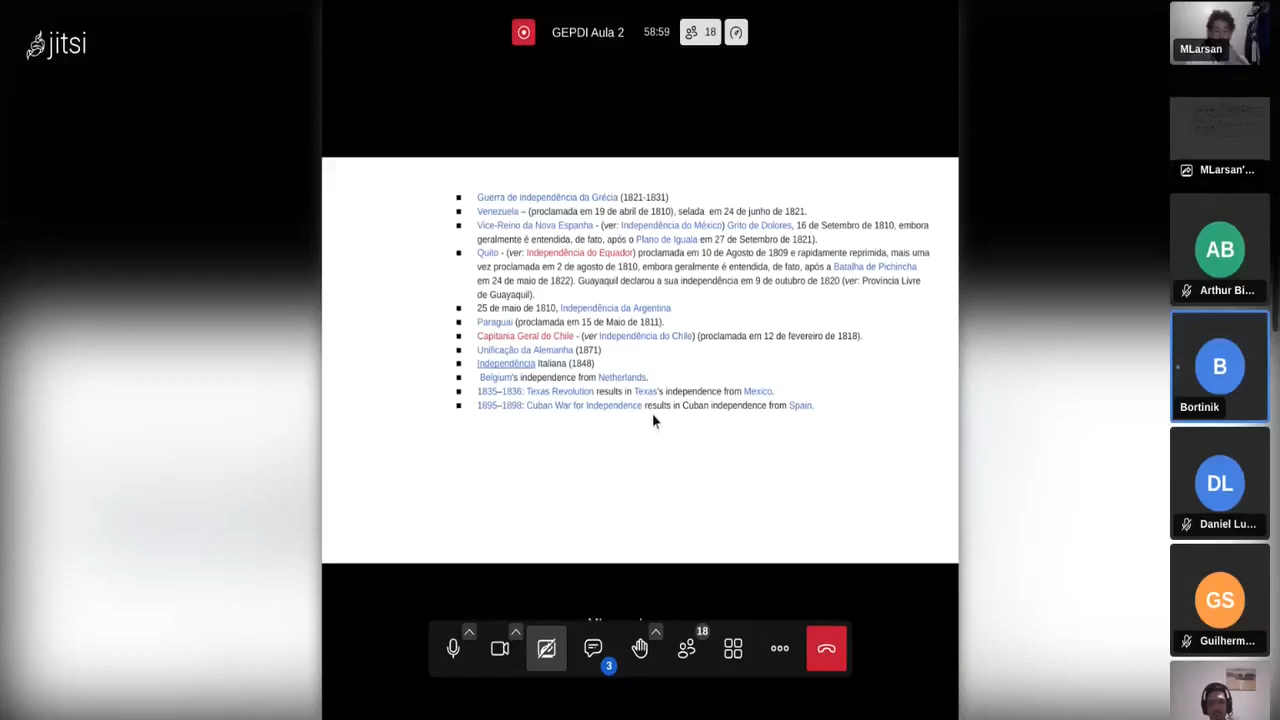 jitsi
GEPDI Aula 2
58:59
18
MLarsan
MLarsan'...
■ Guerra de independência da Grécia (1821-1831)
■ Venezuela – (proclamada em 19 de abril de 1810), selada em 24 de junho de 1821.
■ Vice-Reino da Nova Espanha - (ver: Independência do México) Grito de Dolores, 16 de Setembro de 1810, embora
geralmente é entendida, de fato, após o Plano de Iguala em 27 de Setembro de 1821).
■ Quito - (ver: Independência do Equador) proclamada em 10 de Agosto de 1809 e rapidamente reprimida, mais uma
vez proclamada em 2 de agosto de 1810, embora geralmente é entendida, de fato, após a Batalha de Pichincha
em 24 de maio de 1822). Guayaquil declarou a sua independência em 9 de outubro de 1820 (ver: Província Livre
de Guayaquil).
■ 25 de maio de 1810, Independência da Argentina
■ Paraguai (proclamada em 15 de Maio de 1811).
■ Capitania Geral do Chile - (ver Independência do Chile) (proclamada em 12 de fevereiro de 1818).
■ Unificação da Alemanha (1871)
■ Independência Italiana (1848)
■ Belgium's independence from Netherlands.
■ 1835–1836: Texas Revolution results in Texas's independence from Mexico.
■ 1895–1898: Cuban War for Independence results in Cuban independence from Spain.
AB
Arthur Bi...
B
Bortinik
DL
Daniel Lu...
GS
Guilherm...
18
3